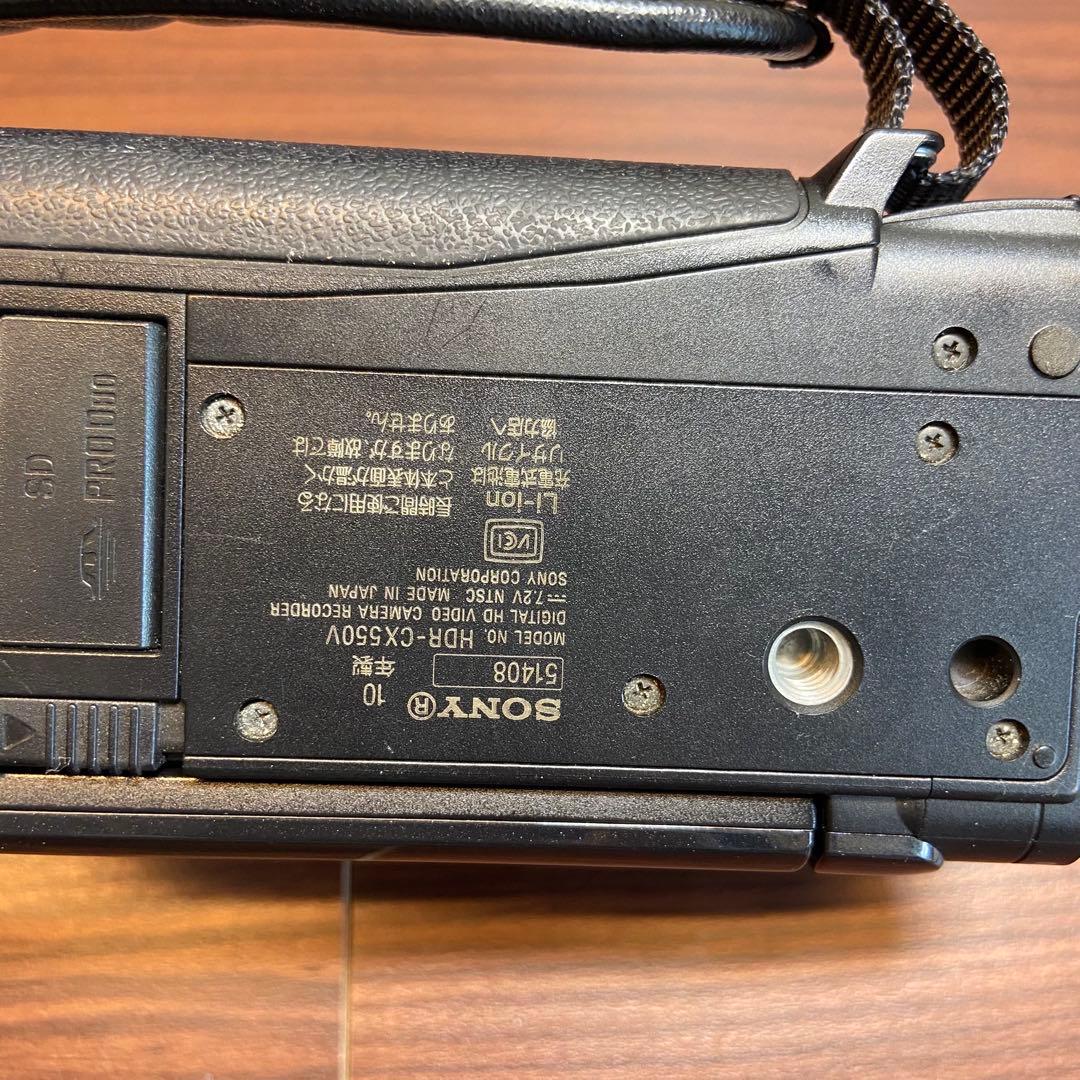 SONY®
51408
10
年製
MODEL NO. HDR-CX550V
DIGITAL HD VIDEO CAMERA RECORDER
⎓7.2V NTSC MADE IN JAPAN
SONY CORPORATION
VCI
Li-ion
充電式電池は
リサイクル
協力店へ
長時間ご使用になる
と本体表面が温かく
なりますが、故障では
ありません。
SD
PRO Duo